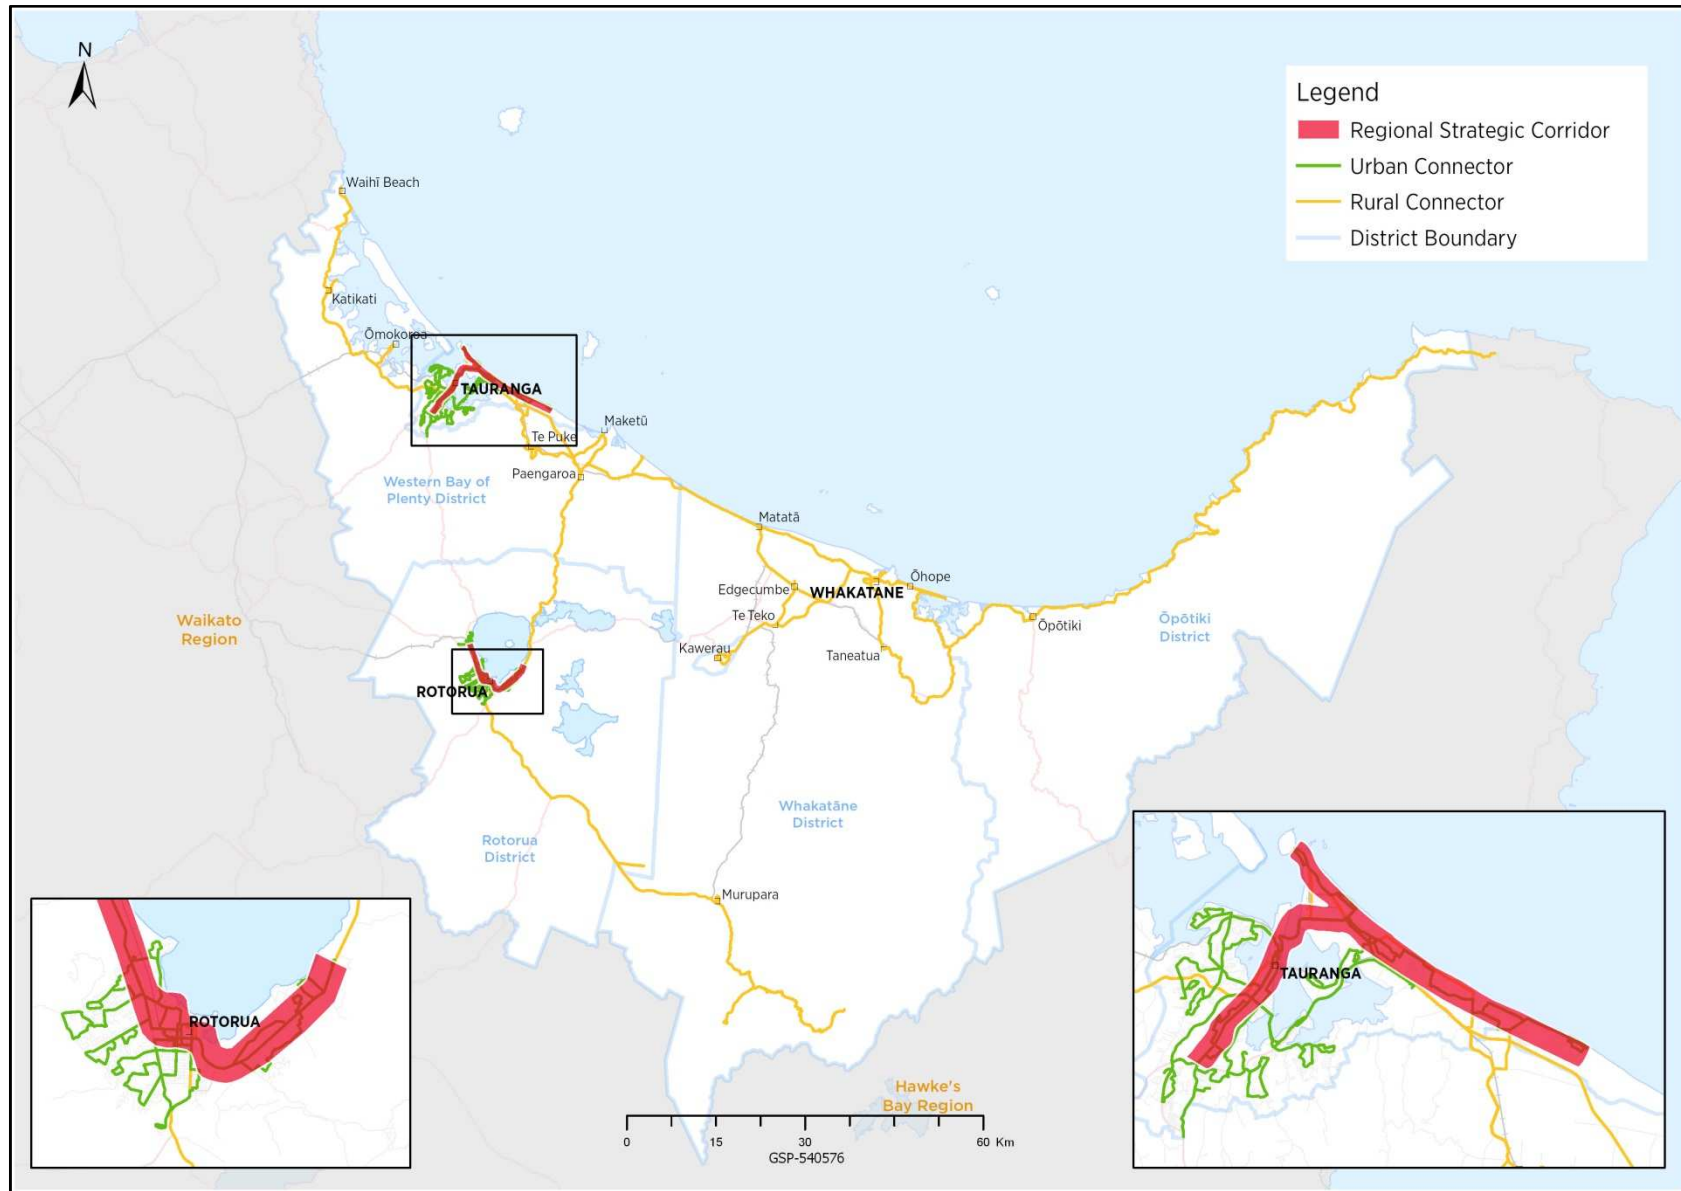 N
Legend
Regional Strategic Corridor
Urban Connector
Rural Connector
District Boundary
Waihī Beach
Katikati
Ōmokoroa
TAURANGA
Maketū
Te Puke
Paengaroa
Western Bay of
Plenty District
Matatā
Edgecumbe
WHAKATANE
Ōhope
Te Teko
Ōpōtiki
Ōpōtiki
District
Waikato
Region
Kawerau
Taneatua
ROTORUA
Whakatāne
District
Rotorua
District
Murupara
Hawke's
Bay Region
0 15 30 60 Km
GSP-540576
ROTORUA
TAURANGA